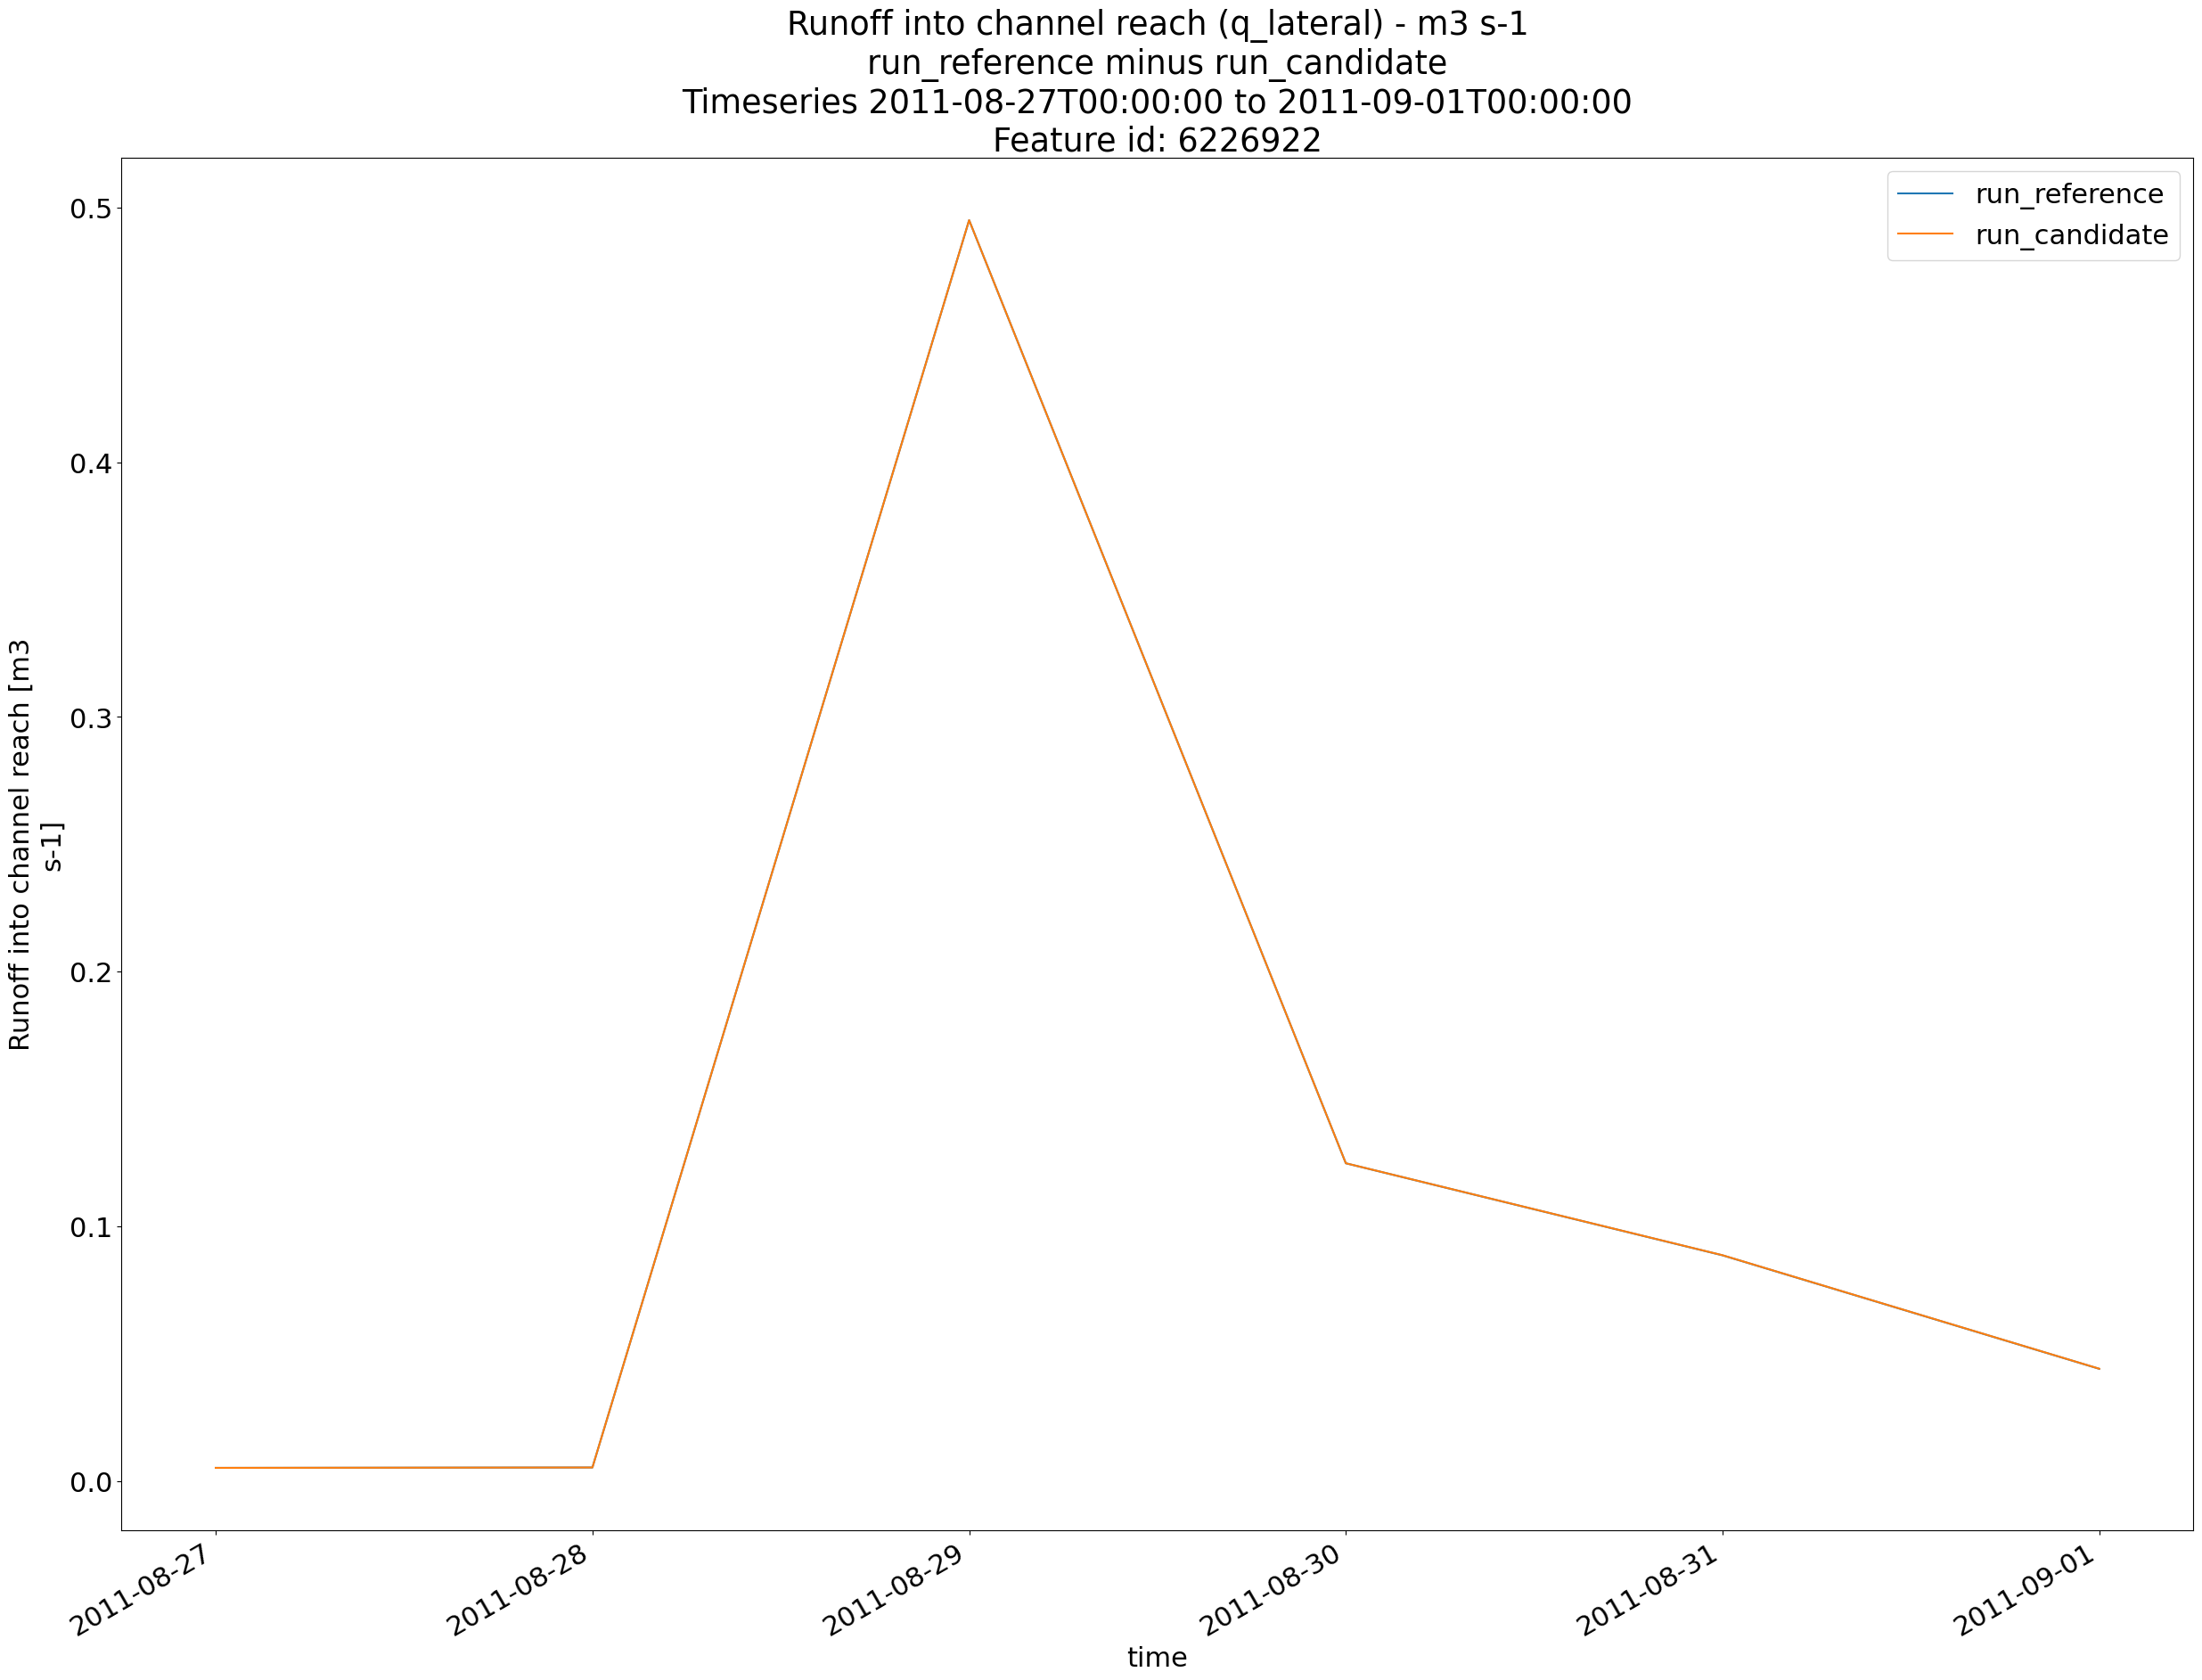 Runoff into channel reach (q_lateral) - m3 s-1
run_reference minus run_candidate
Timeseries 2011-08-27T00:00:00 to 2011-09-01T00:00:00
Feature id: 6226922
run_reference
run_candidate
0.5
0.4
0.3
0.2
0.1
0.0
Runoff into channel reach [m3
s-1]
2011-08-27
2011-08-28
2011-08-29
2011-08-30
2011-08-31
2011-09-01
time